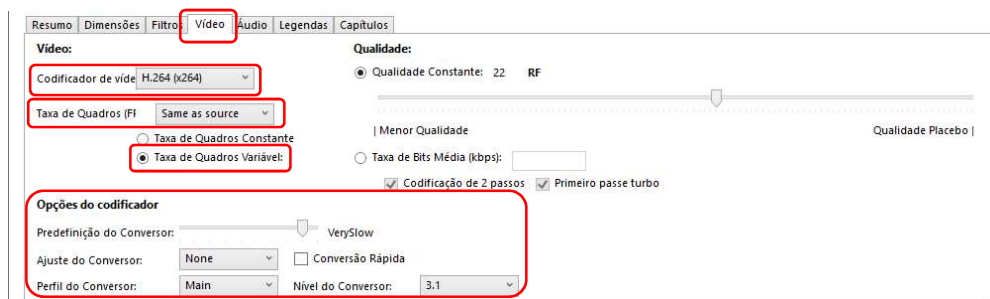 Resumo Dimensões Filtros Vídeo Áudio Legendas Capítulos
Vídeo: Qualidade:
Codificador de víde H.264 (x264) Qualidade Constante: 22 RF
Taxa de Quadros (FF Same as source
Taxa de Quadros Constante | Menor Qualidade Qualidade Placebo |
Taxa de Quadros Variável: Taxa de Bits Média (kbps):
Codificação de 2 passos Primeiro passe turbo
Opções do codificador
Predefinição do Conversor: VerySlow
Ajuste do Conversor: None Conversão Rápida
Perfil do Conversor: Main Nível do Conversor: 3.1